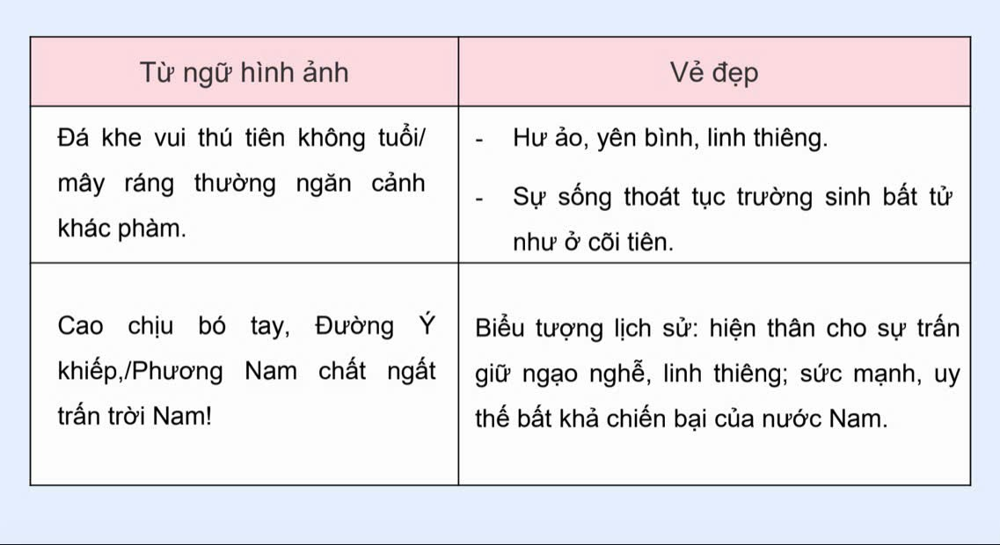 Từ ngữ hình ảnh
Vẻ đẹp
Đá khe vui thú tiên không tuổi/
mây ráng thường ngăn cảnh
khác phàm.
- Hư ảo, yên bình, linh thiêng.
- Sự sống thoát tục trường sinh bất tử
như ở cõi tiên.
Cao chịu bó tay, Đường Ý
khiếp,/Phương Nam chất ngất
trấn trời Nam!
Biểu tượng lịch sử: hiện thân cho sự trấn
giữ ngạo nghễ, linh thiêng; sức mạnh, uy
thế bất khả chiến bại của nước Nam.